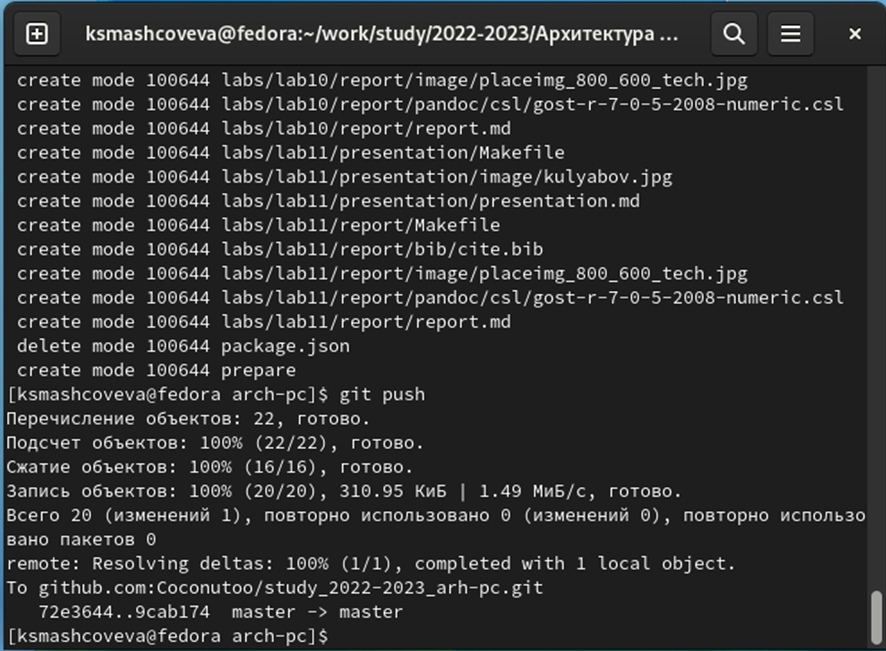 ksmashcoveva@fedora:~/work/study/2022-2023/Архитектура ...
create mode 100644 labs/lab10/report/image/placeimg_800_600_tech.jpg
create mode 100644 labs/lab10/report/pandoc/csl/gost-r-7-0-5-2008-numeric.csl
create mode 100644 labs/lab10/report/report.md
create mode 100644 labs/lab11/presentation/Makefile
create mode 100644 labs/lab11/presentation/image/kulyabov.jpg
create mode 100644 labs/lab11/presentation/presentation.md
create mode 100644 labs/lab11/report/Makefile
create mode 100644 labs/lab11/report/bib/cite.bib
create mode 100644 labs/lab11/report/image/placeimg_800_600_tech.jpg
create mode 100644 labs/lab11/report/pandoc/csl/gost-r-7-0-5-2008-numeric.csl
create mode 100644 labs/lab11/report/report.md
delete mode 100644 package.json
create mode 100644 prepare
[ksmashcoveva@fedora arch-pc]$ git push
Перечисление объектов: 22, готово.
Подсчет объектов: 100% (22/22), готово.
Сжатие объектов: 100% (16/16), готово.
Запись объектов: 100% (20/20), 310.95 КиБ | 1.49 МиБ/с, готово.
Всего 20 (изменений 1), повторно использовано 0 (изменений 0), повторно использо
вано пакетов 0
remote: Resolving deltas: 100% (1/1), completed with 1 local object.
To github.com:Coconutoo/study_2022-2023_arh-pc.git
72e3644..9cab174  master -> master
[ksmashcoveva@fedora arch-pc]$